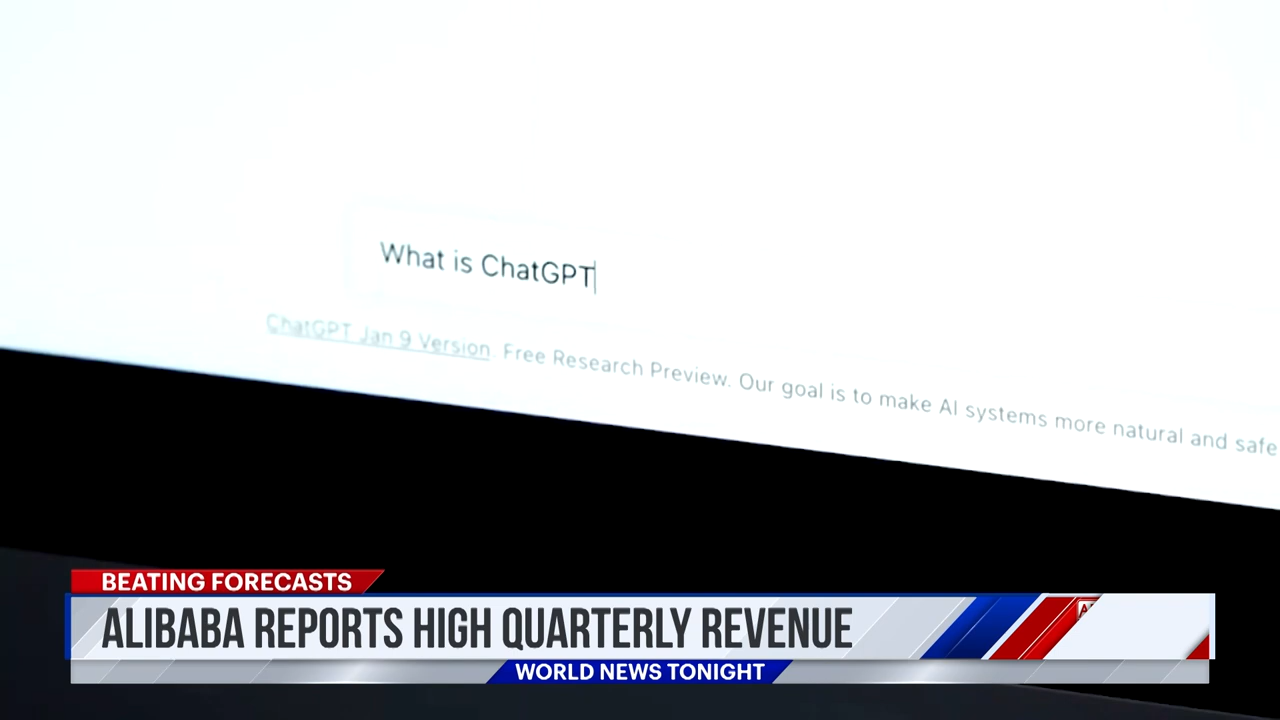 What is ChatGPT
ChatGPT Jan 9 Version. Free Research Preview. Our goal is to make AI systems more natural and safe
BEATING FORECASTS
ALIBABA REPORTS HIGH QUARTERLY REVENUE
WORLD NEWS TONIGHT